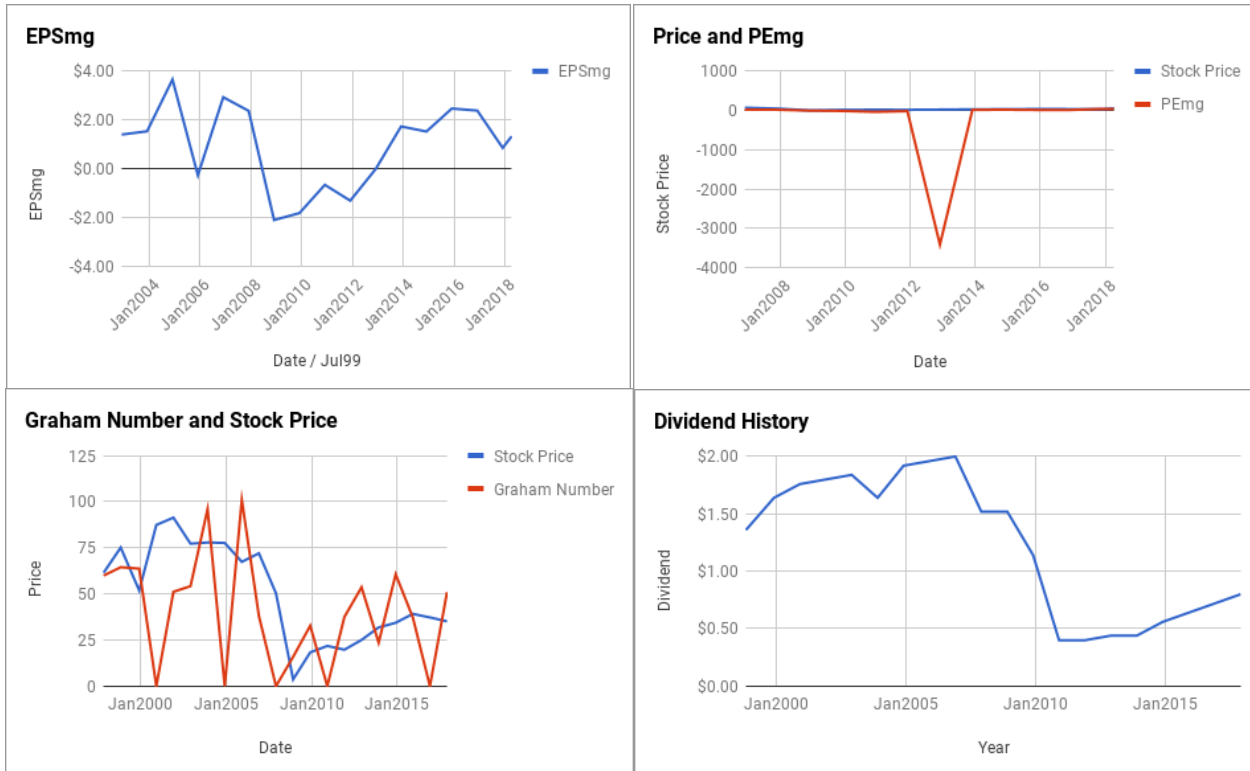 EPSmg
$4.00
$2.00
$0.00
-$2.00
-$4.00
EPSmg
EPSmg
Jan2004
Jan2006
Jan2008
Jan2010
Jan2012
Jan2014
Jan2016
Jan2018
Date / Jul99
Price and PEmg
1000
0
-1000
-2000
-3000
-4000
Stock Price
Stock Price
PEmg
Jan2008
Jan2010
Jan2012
Jan2014
Jan2016
Jan2018
Date
Graham Number and Stock Price
125
100
75
50
25
0
Price
Stock Price
Graham Number
Jan2000
Jan2005
Jan2010
Jan2015
Date
Dividend History
$2.00
$1.50
$1.00
$0.50
$0.00
Dividend
Jan2000
Jan2005
Jan2010
Jan2015
Year